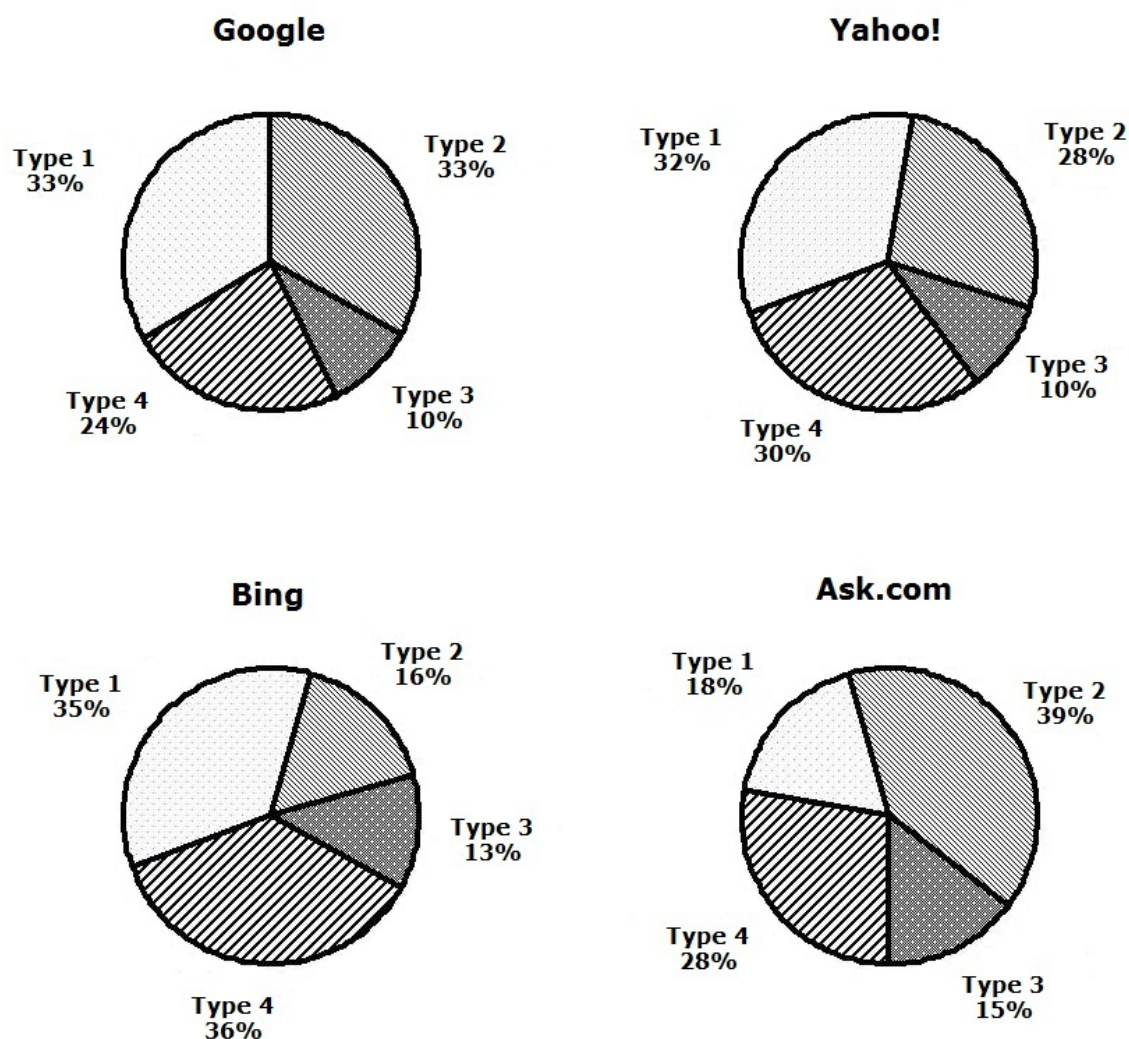 Google
Type 1
33%
Type 2
33%
Type 4
24%
Type 3
10%
Yahoo!
Type 1
32%
Type 2
28%
Type 3
10%
Type 4
30%
Bing
Type 1
35%
Type 2
16%
Type 3
13%
Type 4
36%
Ask.com
Type 1
18%
Type 2
39%
Type 4
28%
Type 3
15%